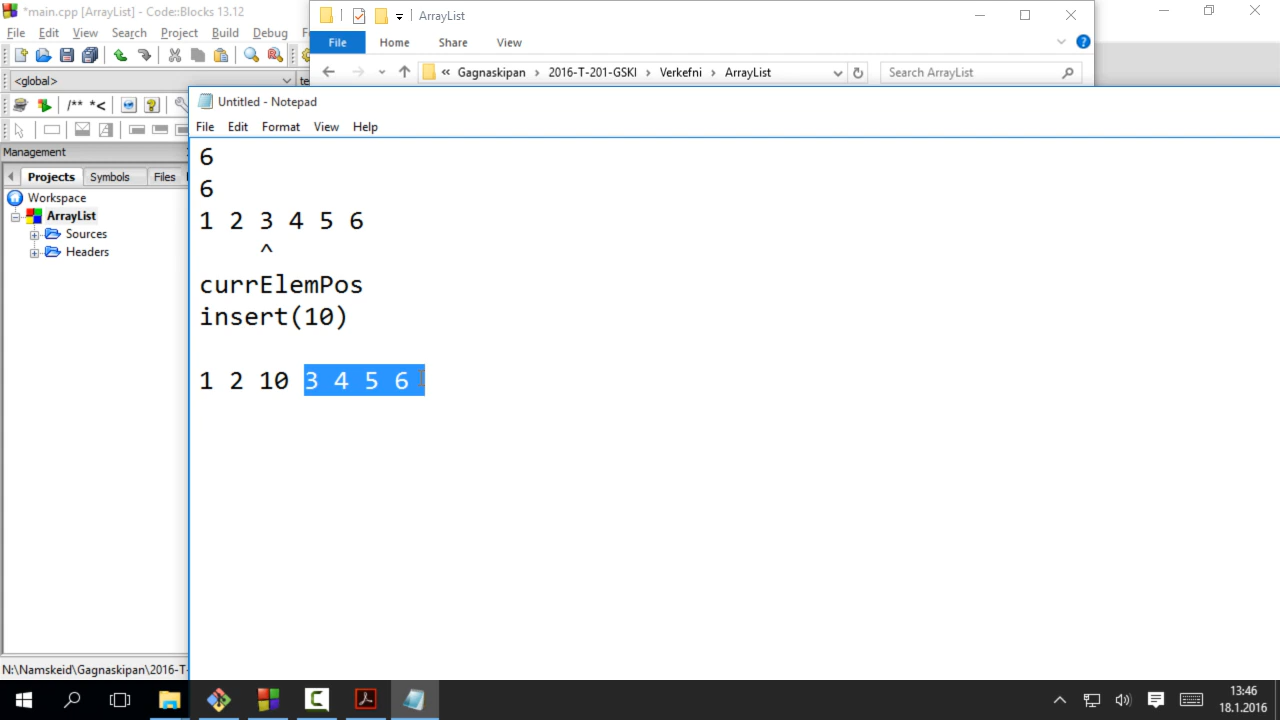 *main.cpp [ArrayList] - Code::Blocks 13.12
File Edit View Search Project Build Debug
<global>
/** *<
Management
Projects Symbols Files
Workspace
ArrayList
Sources
Headers
N:\Namskeid\Gagnaskipan\2016-T-
ArrayList
File Home Share View
« Gagnaskipan › 2016-T-201-GSKI › Verkefni › ArrayList
Search ArrayList
Untitled - Notepad
File Edit Format View Help
6
6
1 2 3 4 5 6
^
currElemPos
insert(10)
1 2 10 3 4 5 6
13:46
18.1.2016